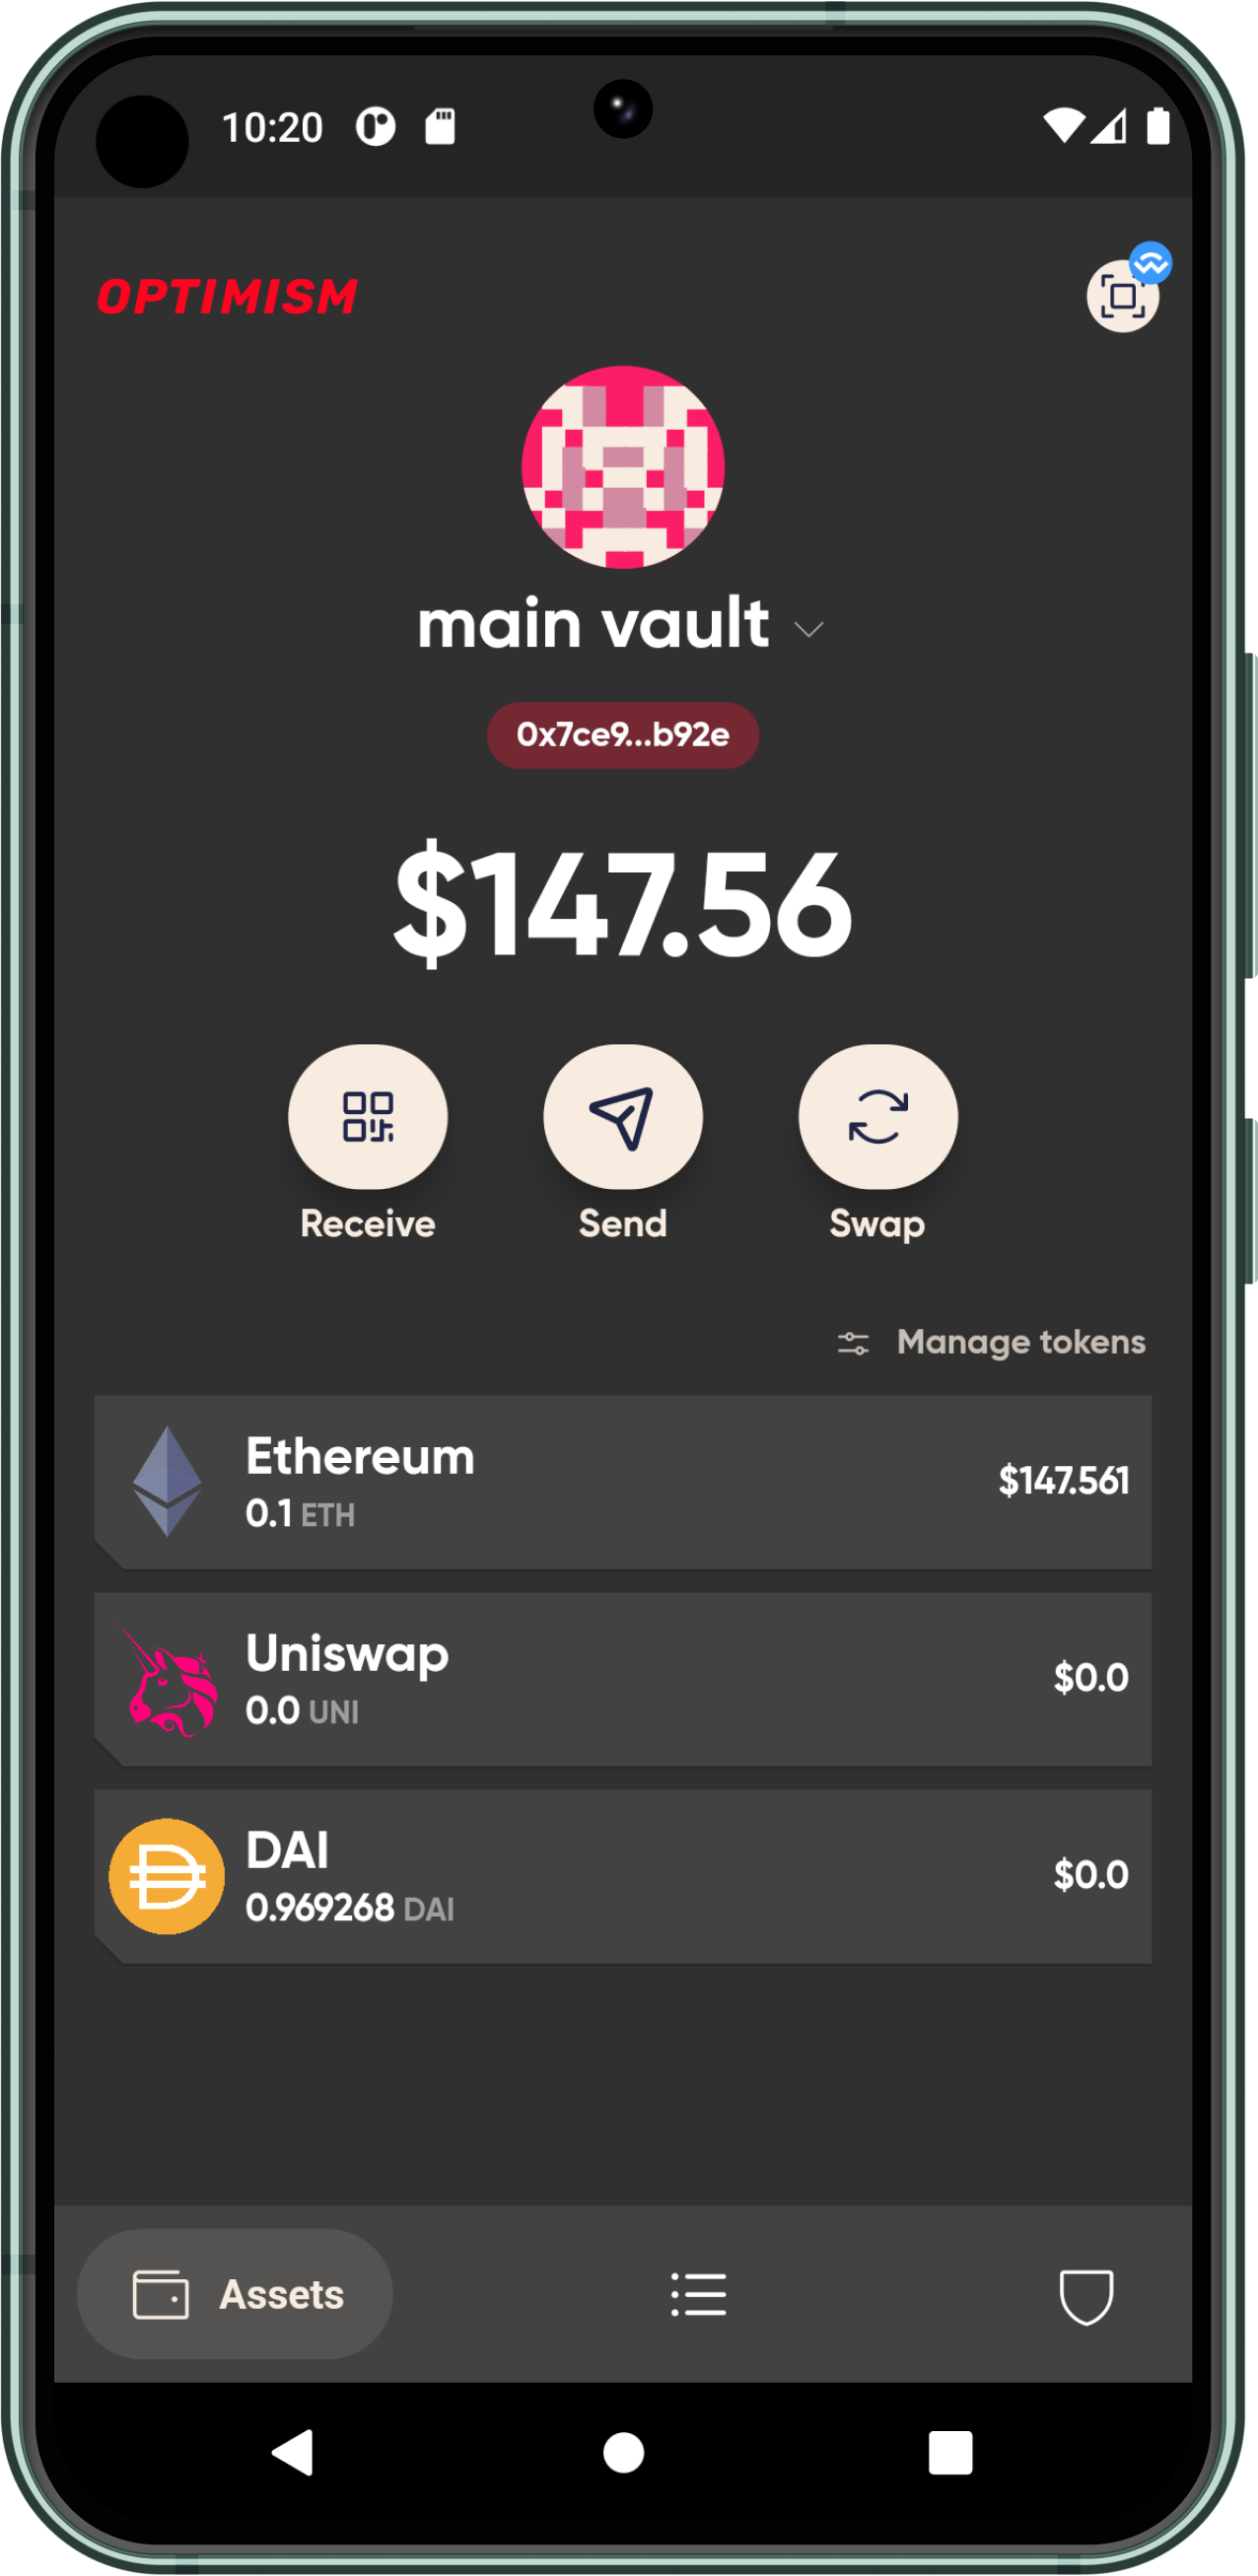 10:20
OPTIMISM
main vault
0x7ce9...b92e
$147.56
Receive Send Swap
Manage tokens
Ethereum
0.1 ETH
$147.561
Uniswap
0.0 UNI
$0.0
DAI
0.969268 DAI
$0.0
Assets